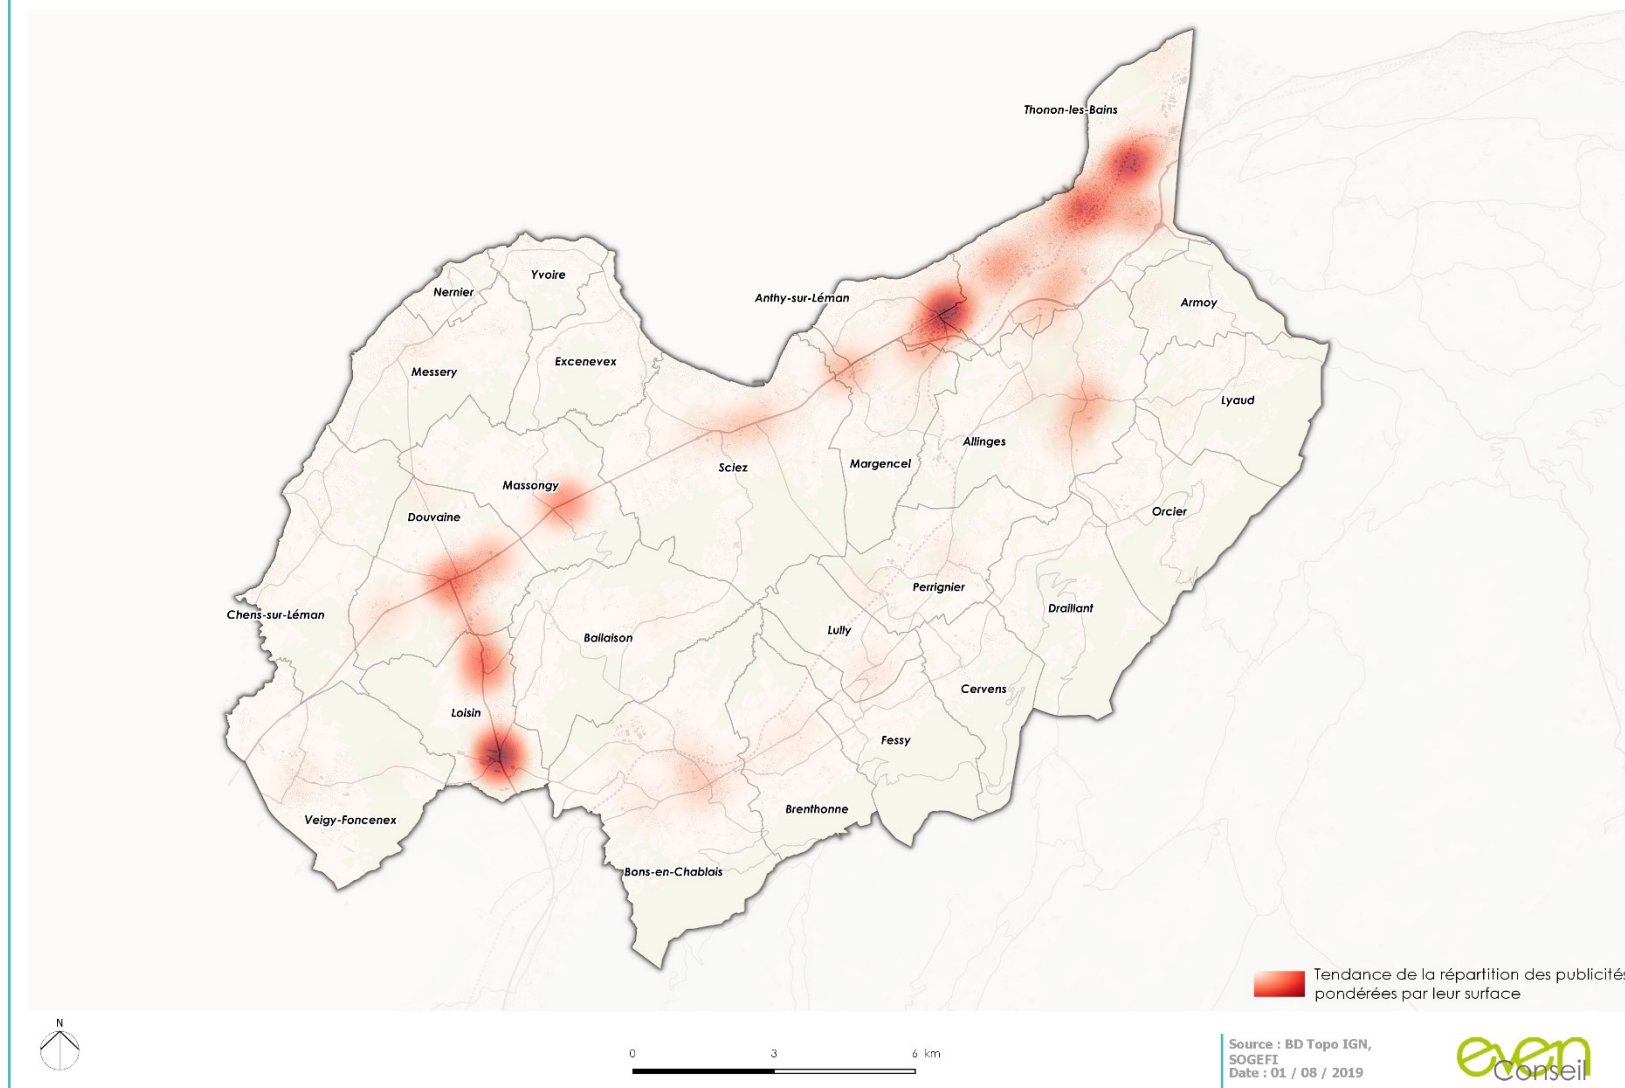 Thonon-les-Bains
Yvoire
Nernier
Anthy-sur-Léman
Armoy
Excenevex
Messery
Lyaud
Allinges
Margencel
Sciez
Massongy
Orcier
Douvaine
Perrignier
Draillant
Chens-sur-Léman
Lully
Ballaison
Cervens
Loisin
Fessy
Brenthonne
Veigy-Foncenex
Bons-en-Chablais
Tendance de la répartition des publicités
pondérées par leur surface
N
0 3 6 km
Source : BD Topo IGN,
SOGEFI
Date : 01 / 08 / 2019
even
Conseil